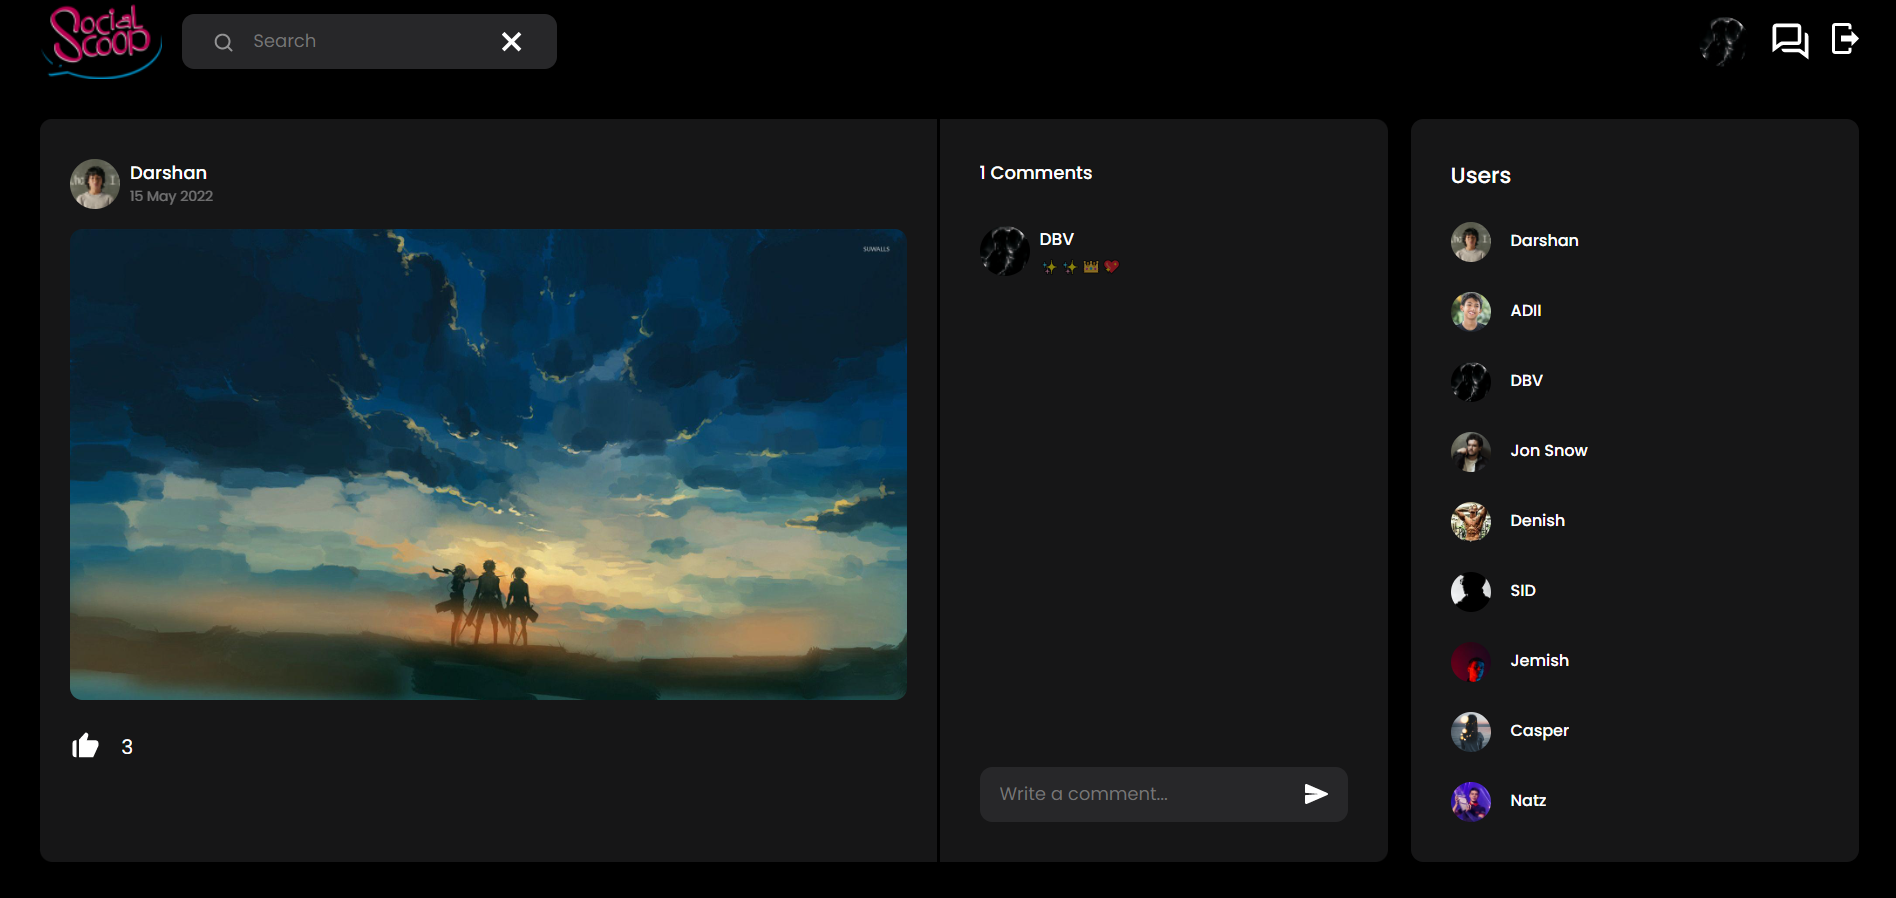 Social
Scoop
Search
Darshan
15 May 2022
SUWALLS
3
1 Comments
DBV
✨✨👑💖
Write a comment...
Users
Darshan
ADII
DBV
Jon Snow
Denish
SID
Jemish
Casper
Natz